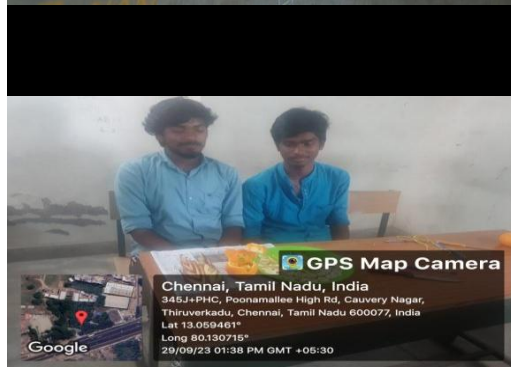 GPS Map Camera
Chennai, Tamil Nadu, India
345J+PHC, Poonamallee High Rd, Cauvery Nagar,
Thiruverkadu, Chennai, Tamil Nadu 600077, India
Lat 13.059461°
Long 80.130715°
29/09/23 01:38 PM GMT +05:30
Google